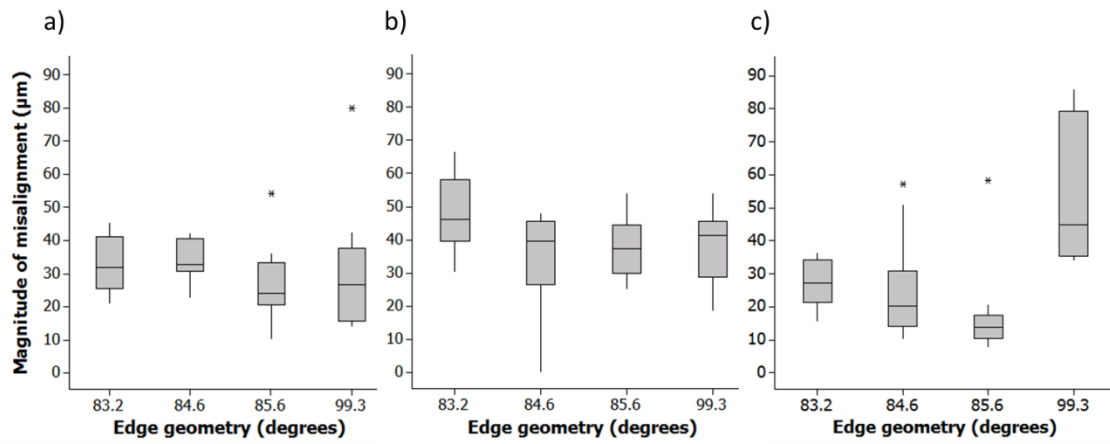 a) b) c)
Magnitude of misalignment (µm)
90 90 90
80 80 80
70 70 70
60 60 60
50 50 50
40 40 40
30 30 30
20 20 20
10 10 10
0 0 0
83.2 84.6 85.6 99.3 83.2 84.6 85.6 99.3 83.2 84.6 85.6 99.3
Edge geometry (degrees) Edge geometry (degrees) Edge geometry (degrees)